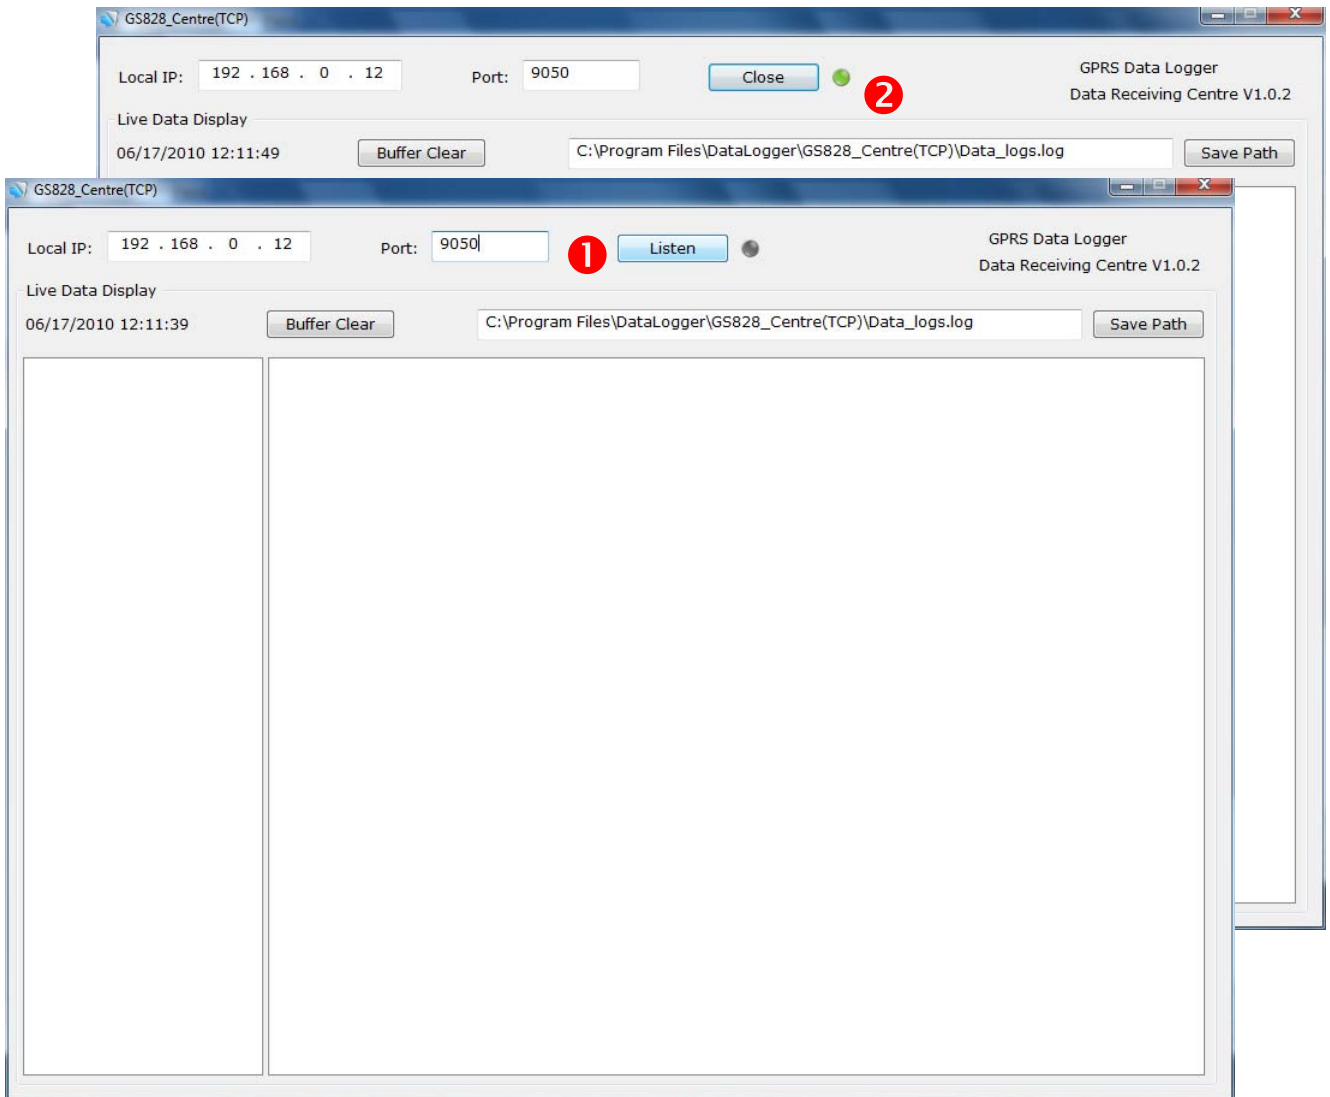 GS828_Centre(TCP)
Local IP: 192 . 168 . 0 . 12 Port: 9050 Close GPRS Data Logger
2 Data Receiving Centre V1.0.2
Live Data Display
06/17/2010 12:11:49 Buffer Clear C:\Program Files\DataLogger\GS828_Centre(TCP)\Data_logs.log Save Path
GS828_Centre(TCP)
Local IP: 192 . 168 . 0 . 12 Port: 9050 1 Listen GPRS Data Logger
Data Receiving Centre V1.0.2
Live Data Display
06/17/2010 12:11:39 Buffer Clear C:\Program Files\DataLogger\GS828_Centre(TCP)\Data_logs.log Save Path